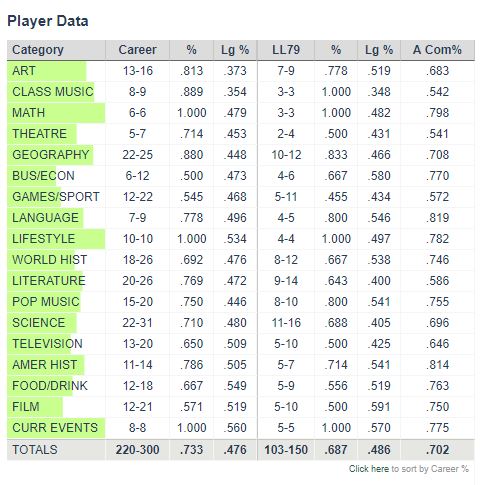 Player Data
Category Career % Lg % LL79 % Lg % A Com%
ART 13-16 .813 .373 7-9 .778 .519 .683
CLASS MUSIC 8-9 .889 .354 3-3 1.000 .348 .542
MATH 6-6 1.000 .479 3-3 1.000 .482 .798
THEATRE 5-7 .714 .453 2-4 .500 .431 .541
GEOGRAPHY 22-25 .880 .448 10-12 .833 .466 .708
BUS/ECON 6-12 .500 .473 4-6 .667 .580 .770
GAMES/SPORT 12-22 .545 .468 5-11 .455 .434 .572
LANGUAGE 7-9 .778 .496 4-5 .800 .546 .819
LIFESTYLE 10-10 1.000 .534 4-4 1.000 .497 .782
WORLD HIST 18-26 .692 .476 8-12 .667 .538 .746
LITERATURE 20-26 .769 .472 9-14 .643 .400 .586
POP MUSIC 15-20 .750 .446 8-10 .800 .541 .755
SCIENCE 22-31 .710 .480 11-16 .688 .405 .696
TELEVISION 13-20 .650 .509 5-10 .500 .425 .646
AMER HIST 11-14 .786 .505 5-7 .714 .541 .814
FOOD/DRINK 12-18 .667 .549 5-9 .556 .519 .763
FILM 12-21 .571 .519 5-10 .500 .591 .750
CURR EVENTS 8-8 1.000 .560 5-5 1.000 .570 .775
TOTALS 220-300 .733 .476 103-150 .687 .486 .702
Click here to sort by Career %